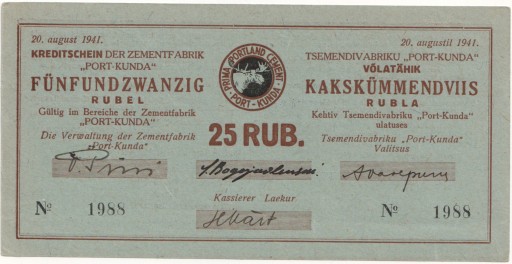 20. august 1941.
KREDITSCHEIN DER ZEMENTFABRIK
„PORT-KUNDA"
FÜNFUNDZWANZIG
RUBEL
Gültig im Bereiche der Zementfabrik
„PORT-KUNDA"
Die Verwaltung der Zementfabrik
„Port-Kunda"
PRIMA PORTLAND CEMENT
PORT-KUNDA
25 RUB.
20. augustil 1941.
TSEMENDIVABRIKU „PORT-KUNDA"
VÕLATÄHIK
KAKSKÜMMENDVIIS
RUBLA
Kehtiv Tsemendivabriku „Port-Kunda"
ulatuses
Tsemendivabriku „Port-Kunda"
Valitsus
Kassierer Laekur
№ 1988
№ 1988